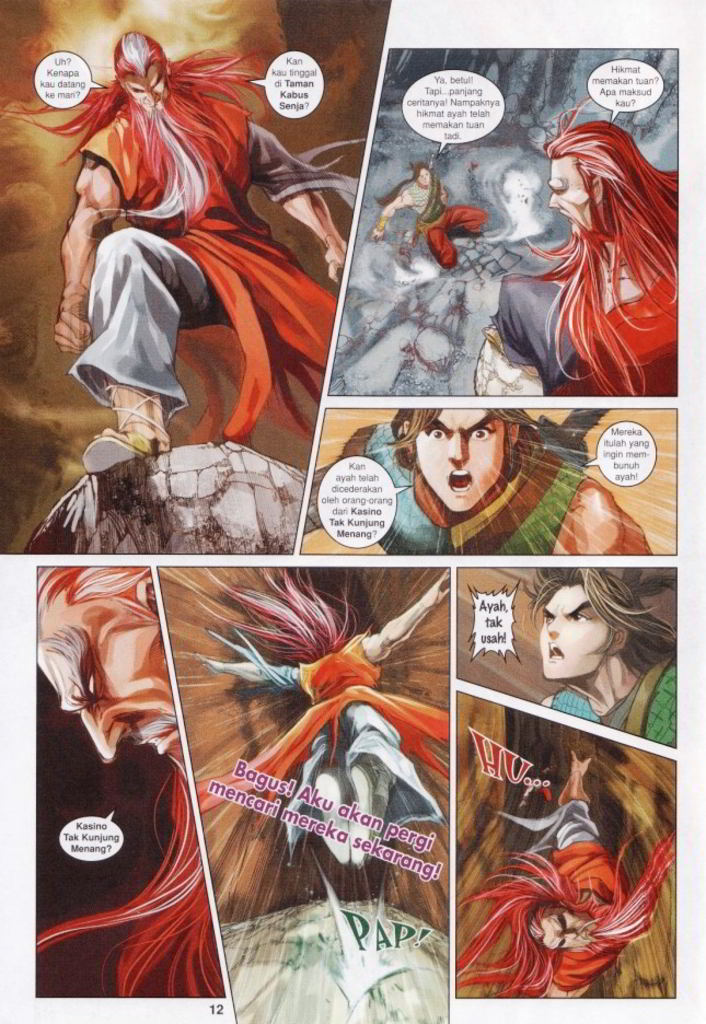 Uh?
Kenapa
kau datang
ke mari?
Kan
kau tinggal
di Taman
Kabus
Senja?
Ya, betul!
Tapi...panjang
ceritanya! Nampaknya
hikmat ayah telah
memakan tuan
tadi.
Hikmat
memakan tuan?
Apa maksud
kau?
Kan
ayah telah
dicederakan
oleh orang-orang
dari Kasino
Tak Kunjung
Menang?
Mereka
itulah yang
ingin mem-
bunuh
ayah!
Kasino
Tak Kunjung
Menang?
Bagus! Aku akan pergi
mencari mereka sekarang!
PAP!
Ayah,
tak
usah!
HU...
12